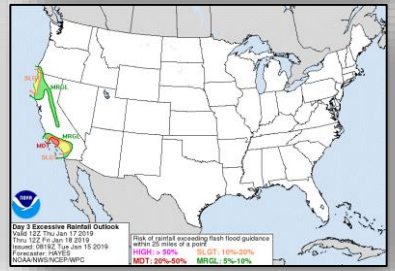 SLGT
MRGL
MRGL
MDT
SLGT
NOAA
Day 3 Excessive Rainfall Outlook
Valid 12Z Thu Jan 17 2019
Thru 12Z Fri Jan 18 2019
Issued: 0819Z Tue Jan 15 2019
Forecaster: HAYES
NOAA/NWS/NCEP/WPC
Risk of rainfall exceeding flash flood guidance
within 25 miles of a point
HIGH: > 50% SLGT: 10%-20%
MDT: 20%-50% MRGL: 5%-10%